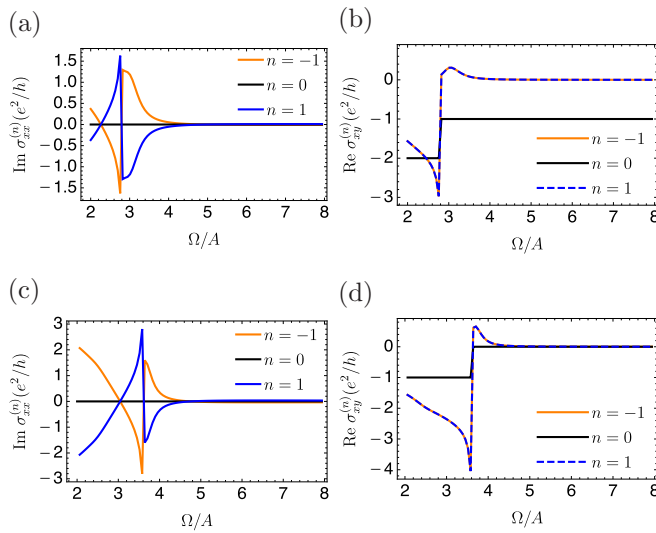 (a)
Im σ_xx^(n)(e²/h)
1.5
1.0
0.5
0.0
−0.5
−1.0
−1.5
n = −1
n = 0
n = 1
2 3 4 5 6 7 8
Ω/A
(b)
Re σ_xy^(n)(e²/h)
0
−1
−2
−3
n = −1
n = 0
n = 1
2 3 4 5 6 7 8
Ω/A
(c)
Im σ_xx^(n)(e²/h)
3
2
1
0
−1
−2
−3
n = −1
n = 0
n = 1
2 3 4 5 6 7 8
Ω/A
(d)
Re σ_xy^(n)(e²/h)
0
−1
−2
−3
−4
n = −1
n = 0
n = 1
2 3 4 5 6 7 8
Ω/A